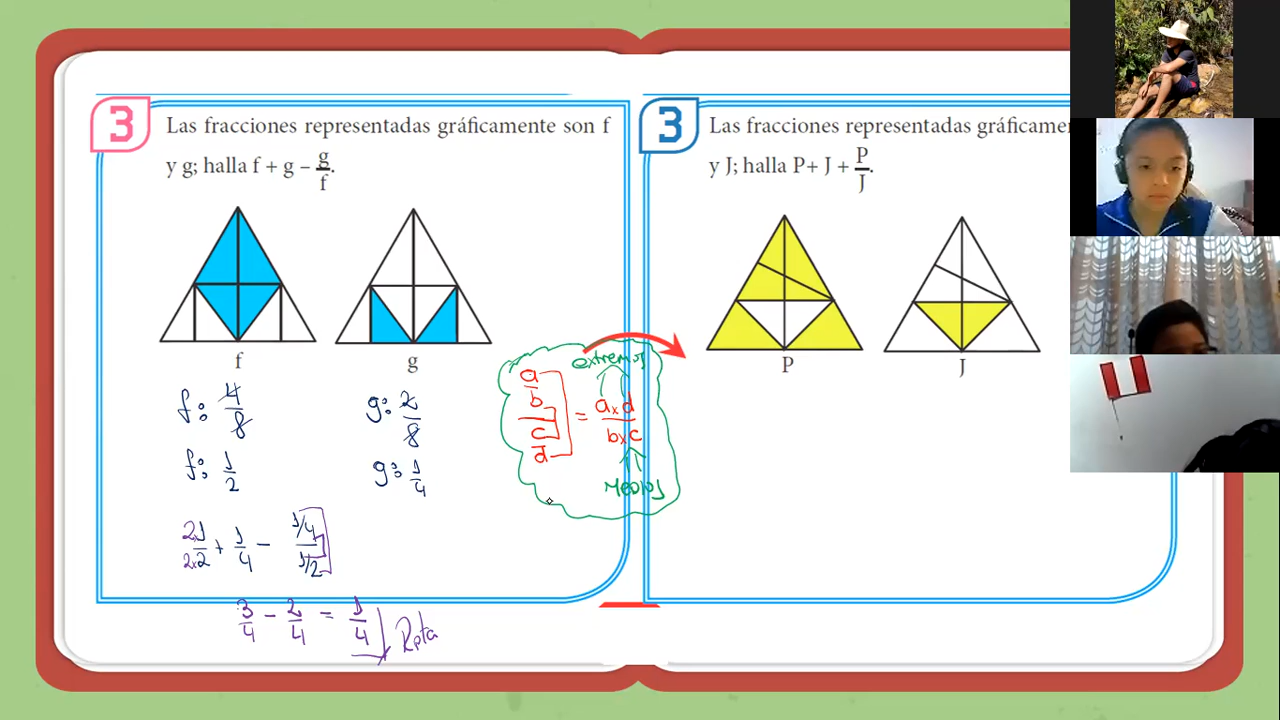 3
Las fracciones representadas gráficamente son f
y g; halla f + g – g/f.
f
g
f: 4/8
g: 2/8
f: 1/2
g: 1/4
2 1/2x2 + 1/4 – 1/4/1/2
3/4 – 2/4 = 1/4 Rpta
extremos
a/b/c/d = axd/bxc
Medios
3
Las fracciones representadas gráficamen
y J; halla P+ J + P/J.
P
J